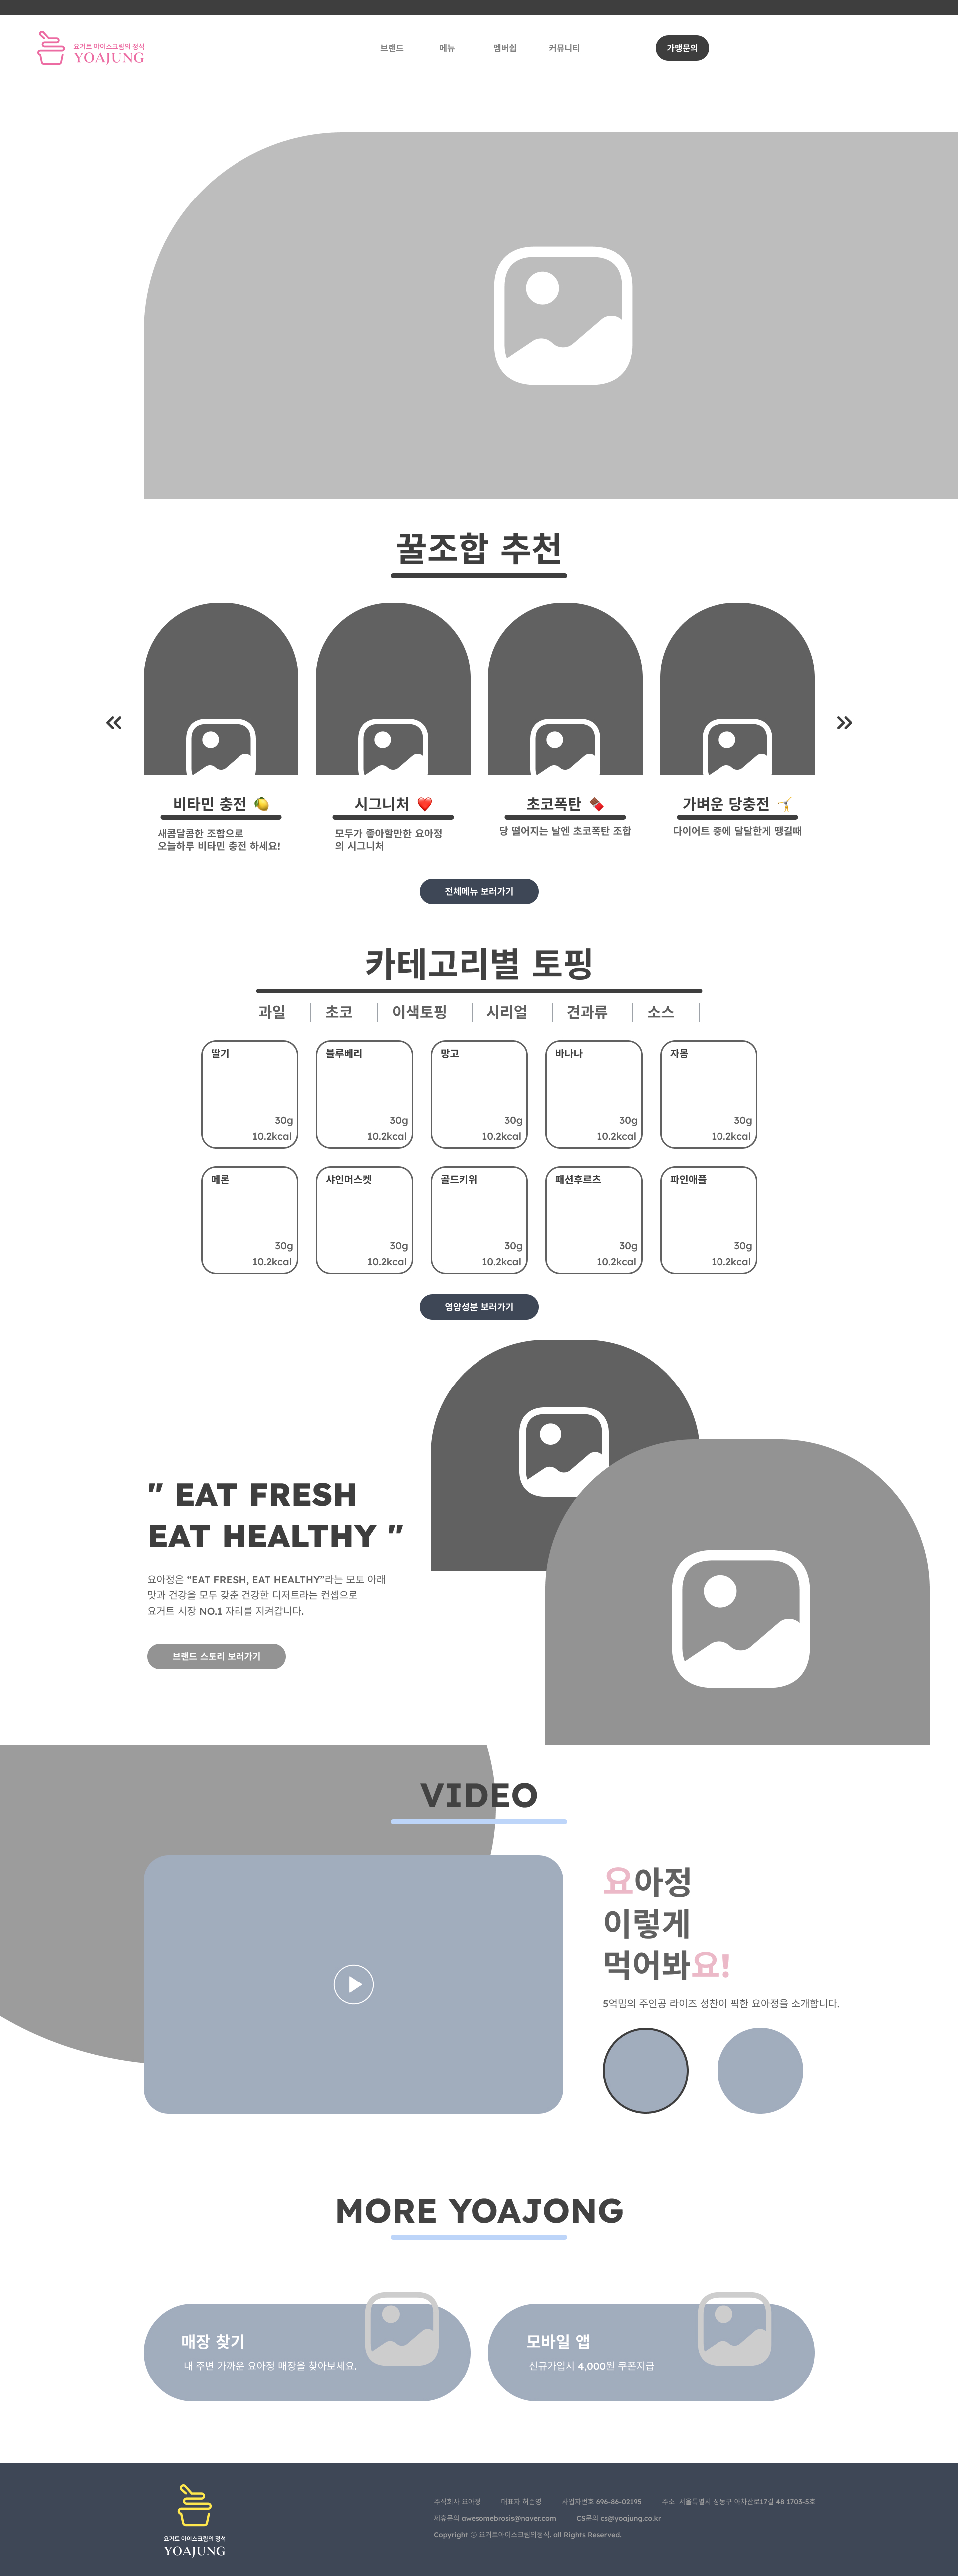 요거트 아이스크림의 정석
YOAJUNG
브랜드 메뉴 멤버쉽 커뮤니티 가맹문의
꿀조합 추천
비타민 충전 🍋
새콤달콤한 조합으로
오늘하루 비타민 충전 하세요!
시그니처 ❤️
모두가 좋아할만한 요아정
의 시그니처
초코폭탄 🍫
당 떨어지는 날엔 초코폭탄 조합
가벼운 당충전 🤸
다이어트 중에 달달한게 땡길때
전체메뉴 보러가기
카테고리별 토핑
과일 초코 이색토핑 시리얼 견과류 소스
딸기 블루베리 망고 바나나 자몽
30g 30g 30g 30g 30g
10.2kcal 10.2kcal 10.2kcal 10.2kcal 10.2kcal
메론 샤인머스켓 골드키위 패션후르츠 파인애플
30g 30g 30g 30g 30g
10.2kcal 10.2kcal 10.2kcal 10.2kcal 10.2kcal
영양성분 보러가기
" EAT FRESH
EAT HEALTHY "
요아정은 “EAT FRESH, EAT HEALTHY”라는 모토 아래
맛과 건강을 모두 갖춘 건강한 디저트라는 컨셉으로
요거트 시장 NO.1 자리를 지켜갑니다.
브랜드 스토리 보러가기
VIDEO
요아정
이렇게
먹어봐요!
5억밈의 주인공 라이즈 성찬이 픽한 요아정을 소개합니다.
MORE YOAJONG
매장 찾기
내 주변 가까운 요아정 매장을 찾아보세요.
모바일 앱
신규가입시 4,000원 쿠폰지급
요거트 아이스크림의 정석
YOAJUNG
주식회사 요아정 대표자 허준영 사업자번호 696-86-02195 주소 서울특별시 성동구 아차산로17길 48 1703-5호
제휴문의 awesomebrosis@naver.com CS문의 cs@yoajung.co.kr
Copyright ⓒ 요거트아이스크림의정석. all Rights Reserved.